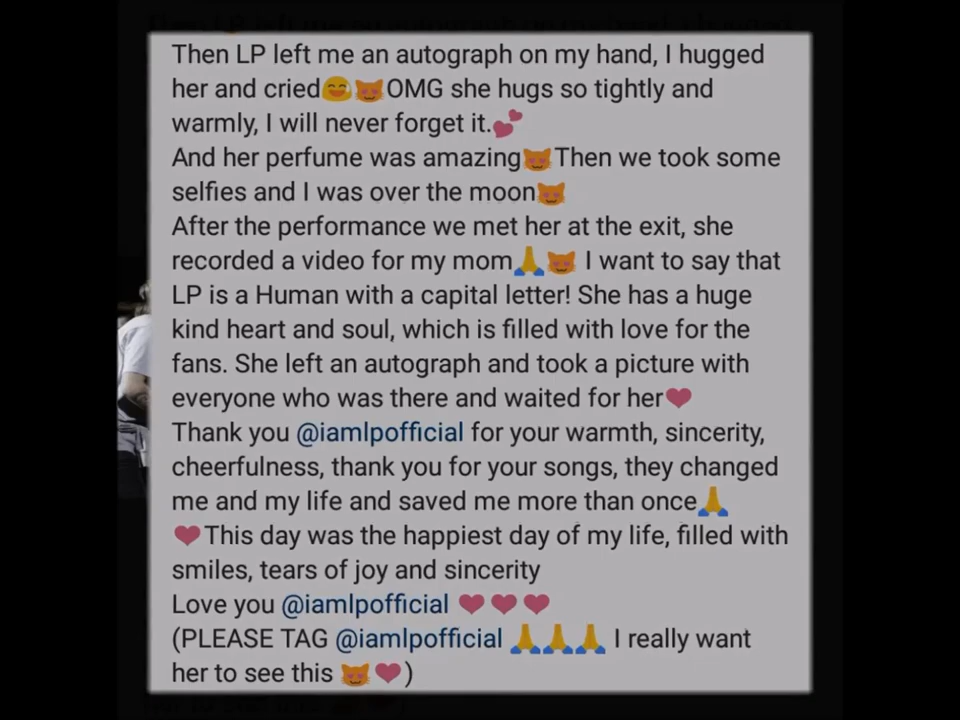 Then LP left me an autograph on my hand, I hugged
her and cried😄😻OMG she hugs so tightly and
warmly, I will never forget it.💕
And her perfume was amazing😻Then we took some
selfies and I was over the moon😻
After the performance we met her at the exit, she
recorded a video for my mom🙏😻 I want to say that
LP is a Human with a capital letter! She has a huge
kind heart and soul, which is filled with love for the
fans. She left an autograph and took a picture with
everyone who was there and waited for her❤
Thank you @iamlpofficial for your warmth, sincerity,
cheerfulness, thank you for your songs, they changed
me and my life and saved me more than once🙏
❤This day was the happiest day of my life, filled with
smiles, tears of joy and sincerity
Love you @iamlpofficial ❤❤❤
(PLEASE TAG @iamlpofficial 🙏🙏🙏 I really want
her to see this 😻❤)